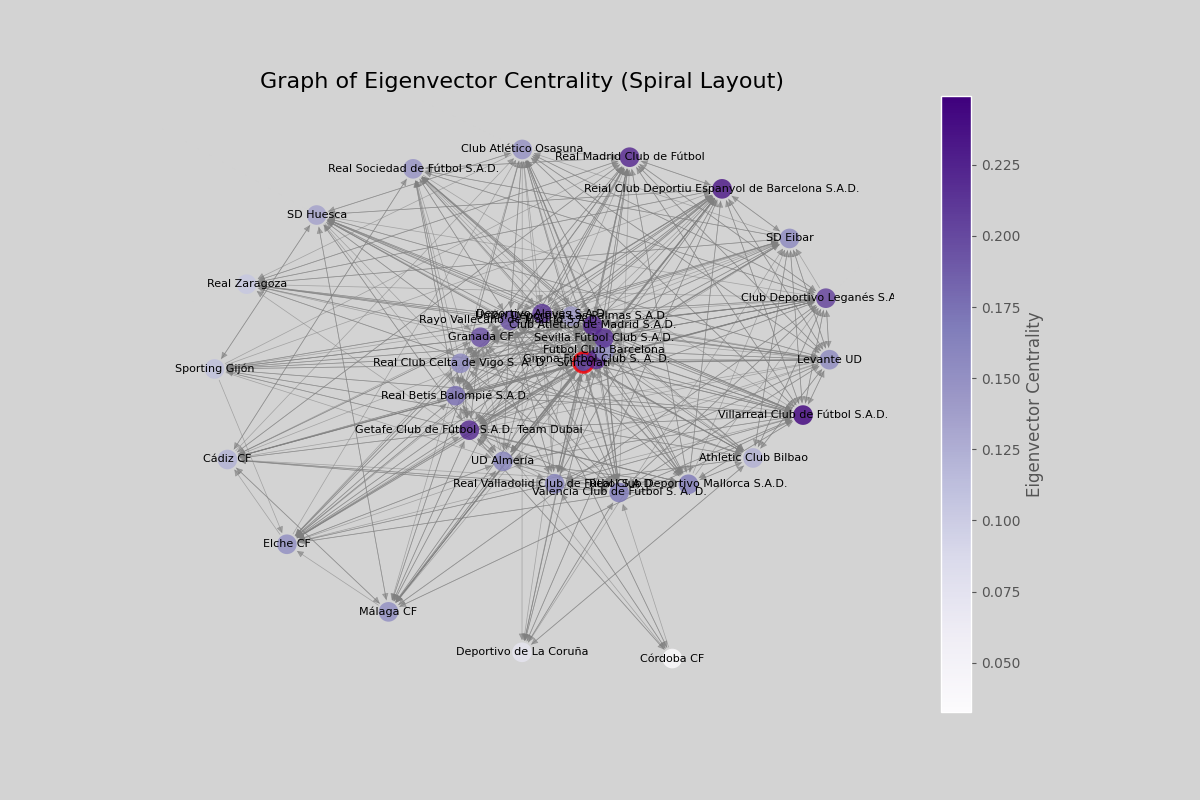 Graph of Eigenvector Centrality (Spiral Layout)
Club Atlético Osasuna
Real Madrid Club de Fútbol
Real Sociedad de Fútbol S.A.D.
Reial Club Deportiu Espanyol de Barcelona S.A.D.
SD Huesca
SD Eibar
Real Zaragoza
Club Deportivo Leganés S.A
Deportivo Alavés S.A.D.
Rayo Vallecano de
Club Atlético de Madrid S.A.D.
Granada CF
Sevilla Fútbol Club S.A.D.
Fútbol Club Barcelona
Girona Fútbol Club S. A. D.
Levante UD
Real Club Celta de Vigo S. A. D.
Svincolati
Sporting Gijón
Real Betis Balompié S.A.D.
Villarreal Club de Fútbol S.A.D.
Getafe Club de Fútbol S.A.D. Team Dubai
Cádiz CF
UD Almería
Athletic Club Bilbao
Real Valladolid Club de Fútbol S.A.D.
Real Club Deportivo Mallorca S.A.D.
Valencia Club de Fútbol S. A. D.
Elche CF
Málaga CF
Deportivo de La Coruña
Córdoba CF
0.225
0.200
0.175
0.150
0.125
0.100
0.075
0.050
Eigenvector Centrality